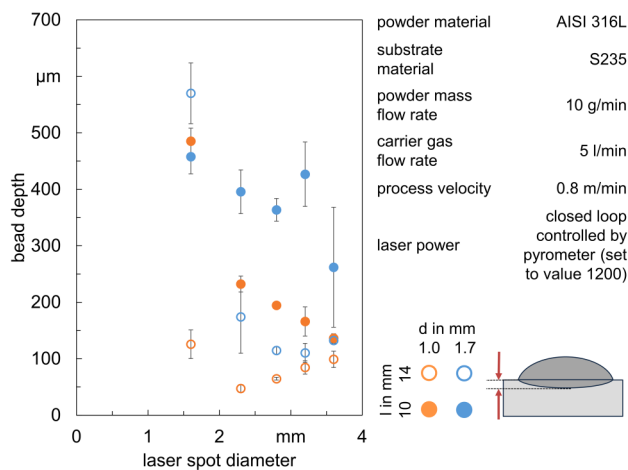 700
µm
500
400
300
200
100
0
0
1
2
mm
4
laser spot diameter
bead depth
powder material AISI 316L
substrate
material S235
powder mass
flow rate 10 g/min
carrier gas
flow rate 5 l/min
process velocity 0.8 m/min
laser power
closed loop
controlled by
pyrometer (set
to value 1200)
d in mm
1.0 1.7
l in mm
14
10